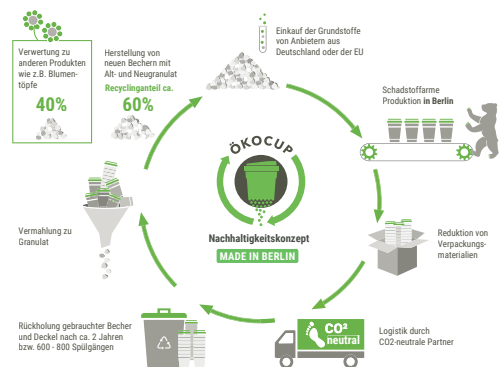 Verwertung zu
anderen Produkten
wie z.B. Blumen-
töpfe
40%
Herstellung von
neuen Bechern mit
Alt- und Neugranulat
Recyclinganteil ca.
60%
Einkauf der Grundstoffe
von Anbietern aus
Deutschland oder der EU
Schadstoffarme
Produktion in Berlin
ÖKOCUP
Nachhaltigkeitskonzept
MADE IN BERLIN
Reduktion von
Verpackungs-
materialien
Vermahlung zu
Granulat
Rückholung gebrauchter Becher
und Deckel nach ca. 2 Jahren
bzw. 600 - 800 Spülgängen
CO²
neutral
Logistik durch
CO2-neutrale Partner